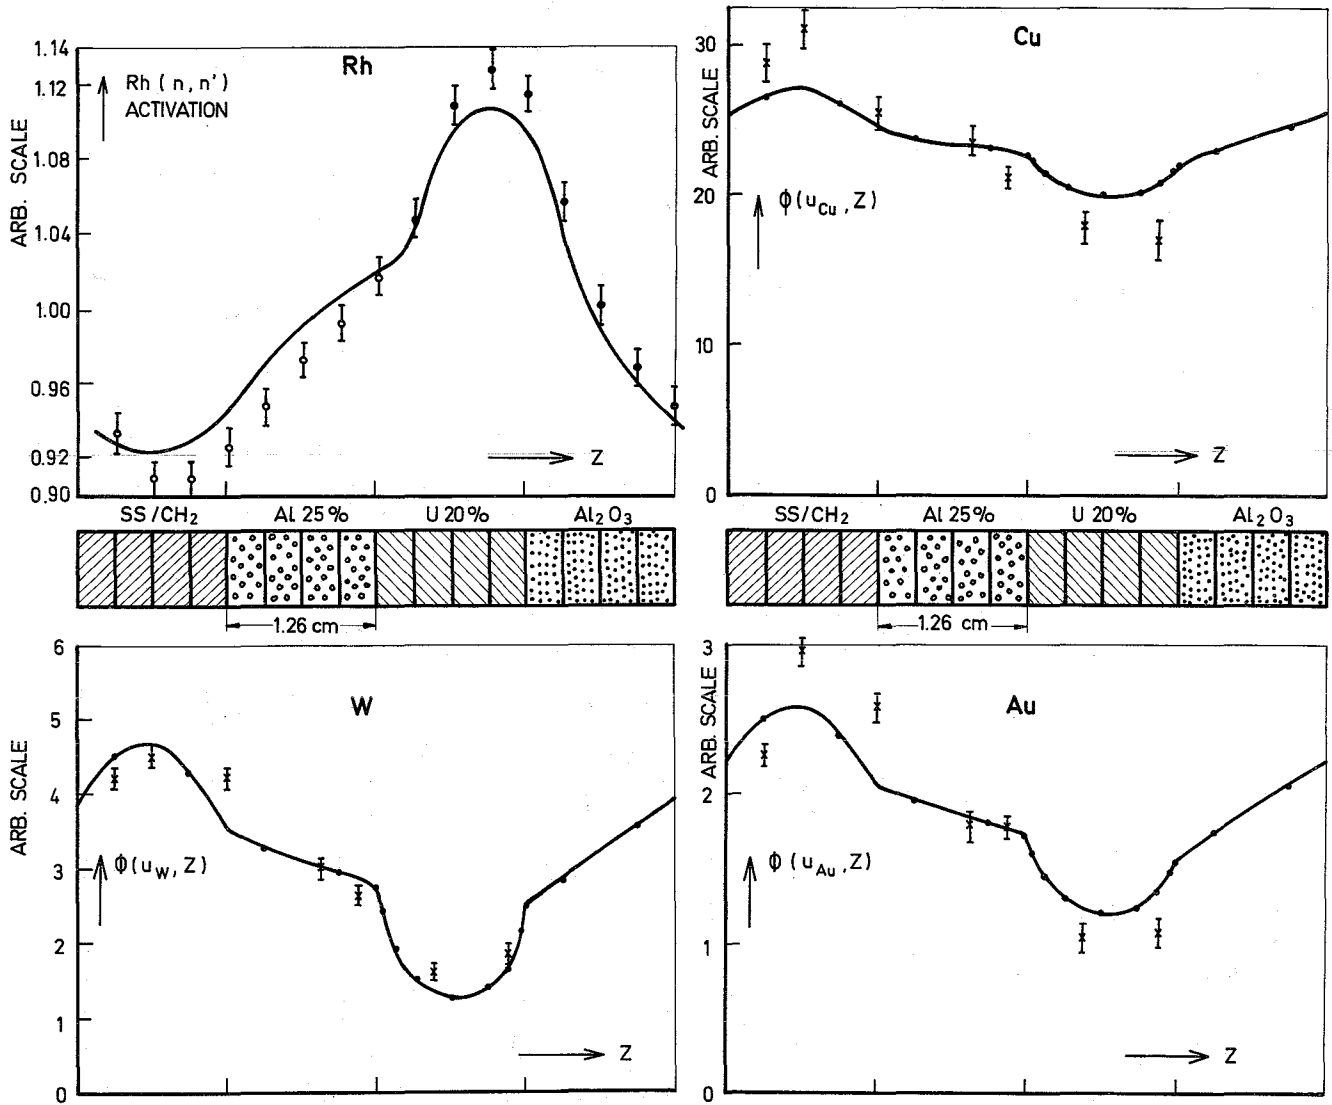 Rh
Rh (n, n')
ACTIVATION
ARB. SCALE
1.14
1.12
1.08
1.04
1.00
0.96
0.92
0.90
Z
Cu
ARB. SCALE
30
20
10
0
ϕ(u_Cu, Z)
Z
SS/CH₂ Al 25% U 20% Al₂O₃
1.26 cm
SS/CH₂ Al 25% U 20% Al₂O₃
1.26 cm
W
ARB. SCALE
6
5
4
3
2
1
0
ϕ(u_W, Z)
Z
Au
ARB. SCALE
3
2
1
0
ϕ(u_Au, Z)
Z